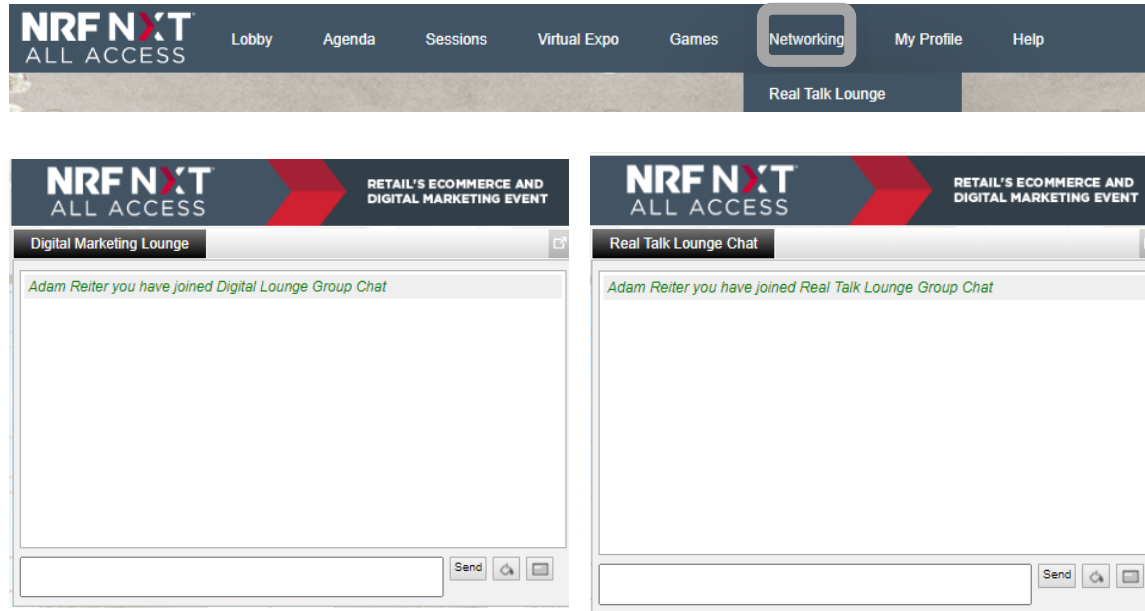 NRF NXT
ALL ACCESS
Lobby Agenda Sessions Virtual Expo Games Networking My Profile Help
Real Talk Lounge
NRF NXT
ALL ACCESS
RETAIL'S ECOMMERCE AND
DIGITAL MARKETING EVENT
Digital Marketing Lounge
Adam Reiter you have joined Digital Lounge Group Chat
Send
NRF NXT
ALL ACCESS
RETAIL'S ECOMMERCE AND
DIGITAL MARKETING EVENT
Real Talk Lounge Chat
Adam Reiter you have joined Real Talk Lounge Group Chat
Send